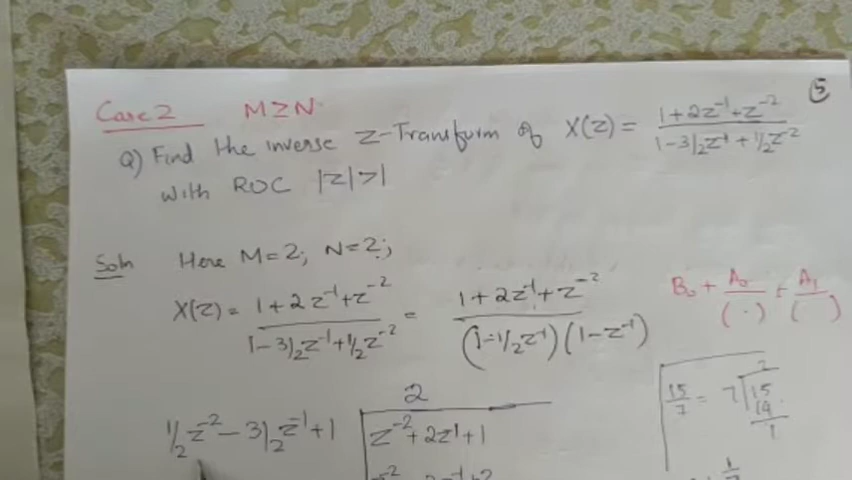 5
Case 2 M≥N
Q) Find the inverse Z-Transform of X(z) = (1+2z⁻¹+z⁻²)/(1-3/2z⁻¹+1/2z⁻²)
with ROC |z|>1
Soln Here M=2; N=2;
X(z) = (1+2z⁻¹+z⁻²)/(1-3/2z⁻¹+1/2z⁻²) = (1+2z⁻¹+z⁻²)/((1-1/2z⁻¹)(1-z⁻¹))
B₀ + A₀/(·) + A₁/( )
2
1/2z⁻²-3/2z⁻¹+1 z⁻²+2z⁻¹+1
2
15/7 = 7 15
14
1